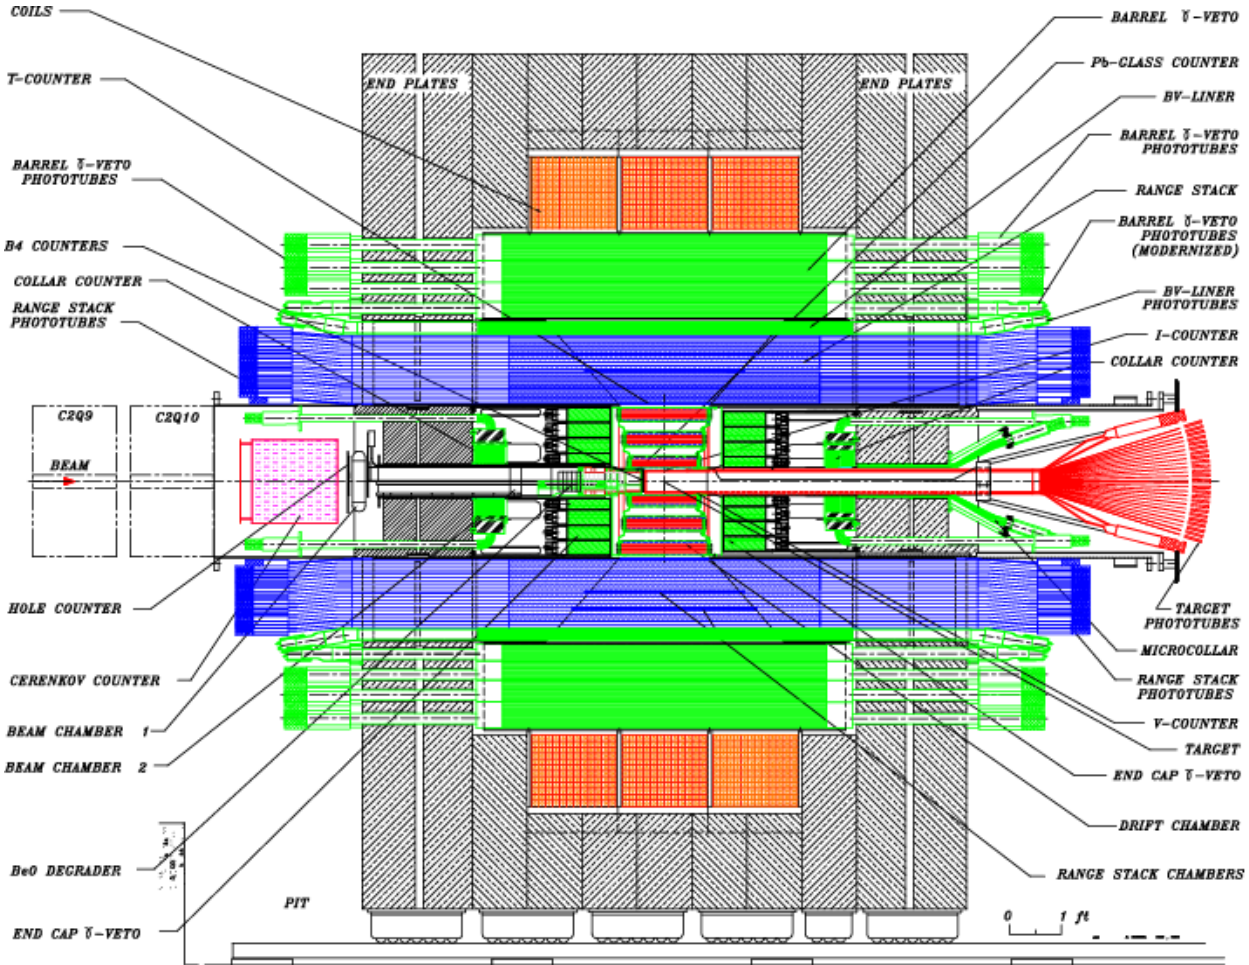 COILS
T-COUNTER
BARREL γ-VETO
PHOTOTUBES
B4 COUNTERS
COLLAR COUNTER
RANGE STACK
PHOTOTUBES
C2Q9
C2Q10
BEAM
HOLE COUNTER
CERENKOV COUNTER
BEAM CHAMBER 1
BEAM CHAMBER 2
BeO DEGRADER
END CAP γ-VETO
PIT
END PLATES
END PLATES
BARREL γ-VETO
Pb-GLASS COUNTER
BV-LINER
BARREL γ-VETO
PHOTOTUBES
RANGE STACK
BARREL γ-VETO
PHOTOTUBES
(MODERNIZED)
BV-LINER
PHOTOTUBES
I-COUNTER
COLLAR COUNTER
TARGET
PHOTOTUBES
MICROCOLLAR
RANGE STACK
PHOTOTUBES
V-COUNTER
TARGET
END CAP γ-VETO
DRIFT CHAMBER
RANGE STACK CHAMBERS
0 1 ft